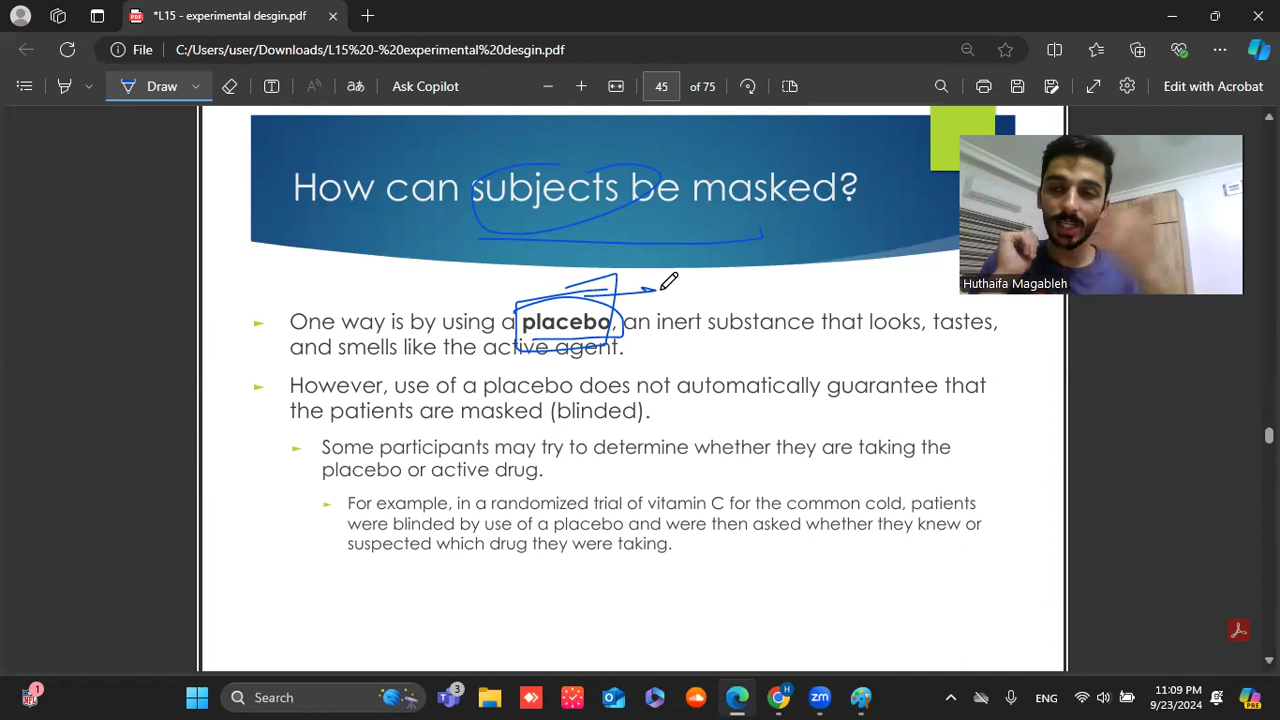 *L15 - experimental desgin.pdf
File
C:/Users/user/Downloads/L15%20-%20experimental%20desgin.pdf
Draw
Ask Copilot
45
of 75
Edit with Acrobat
How can subjects be masked?
Huthaifa Magableh
One way is by using a placebo, an inert substance that looks, tastes,
and smells like the active agent.
However, use of a placebo does not automatically guarantee that
the patients are masked (blinded).
Some participants may try to determine whether they are taking the
placebo or active drug.
For example, in a randomized trial of vitamin C for the common cold, patients
were blinded by use of a placebo and were then asked whether they knew or
suspected which drug they were taking.
1
Search
3
zm
H
ENG
11:09 PM
9/23/2024
PRE